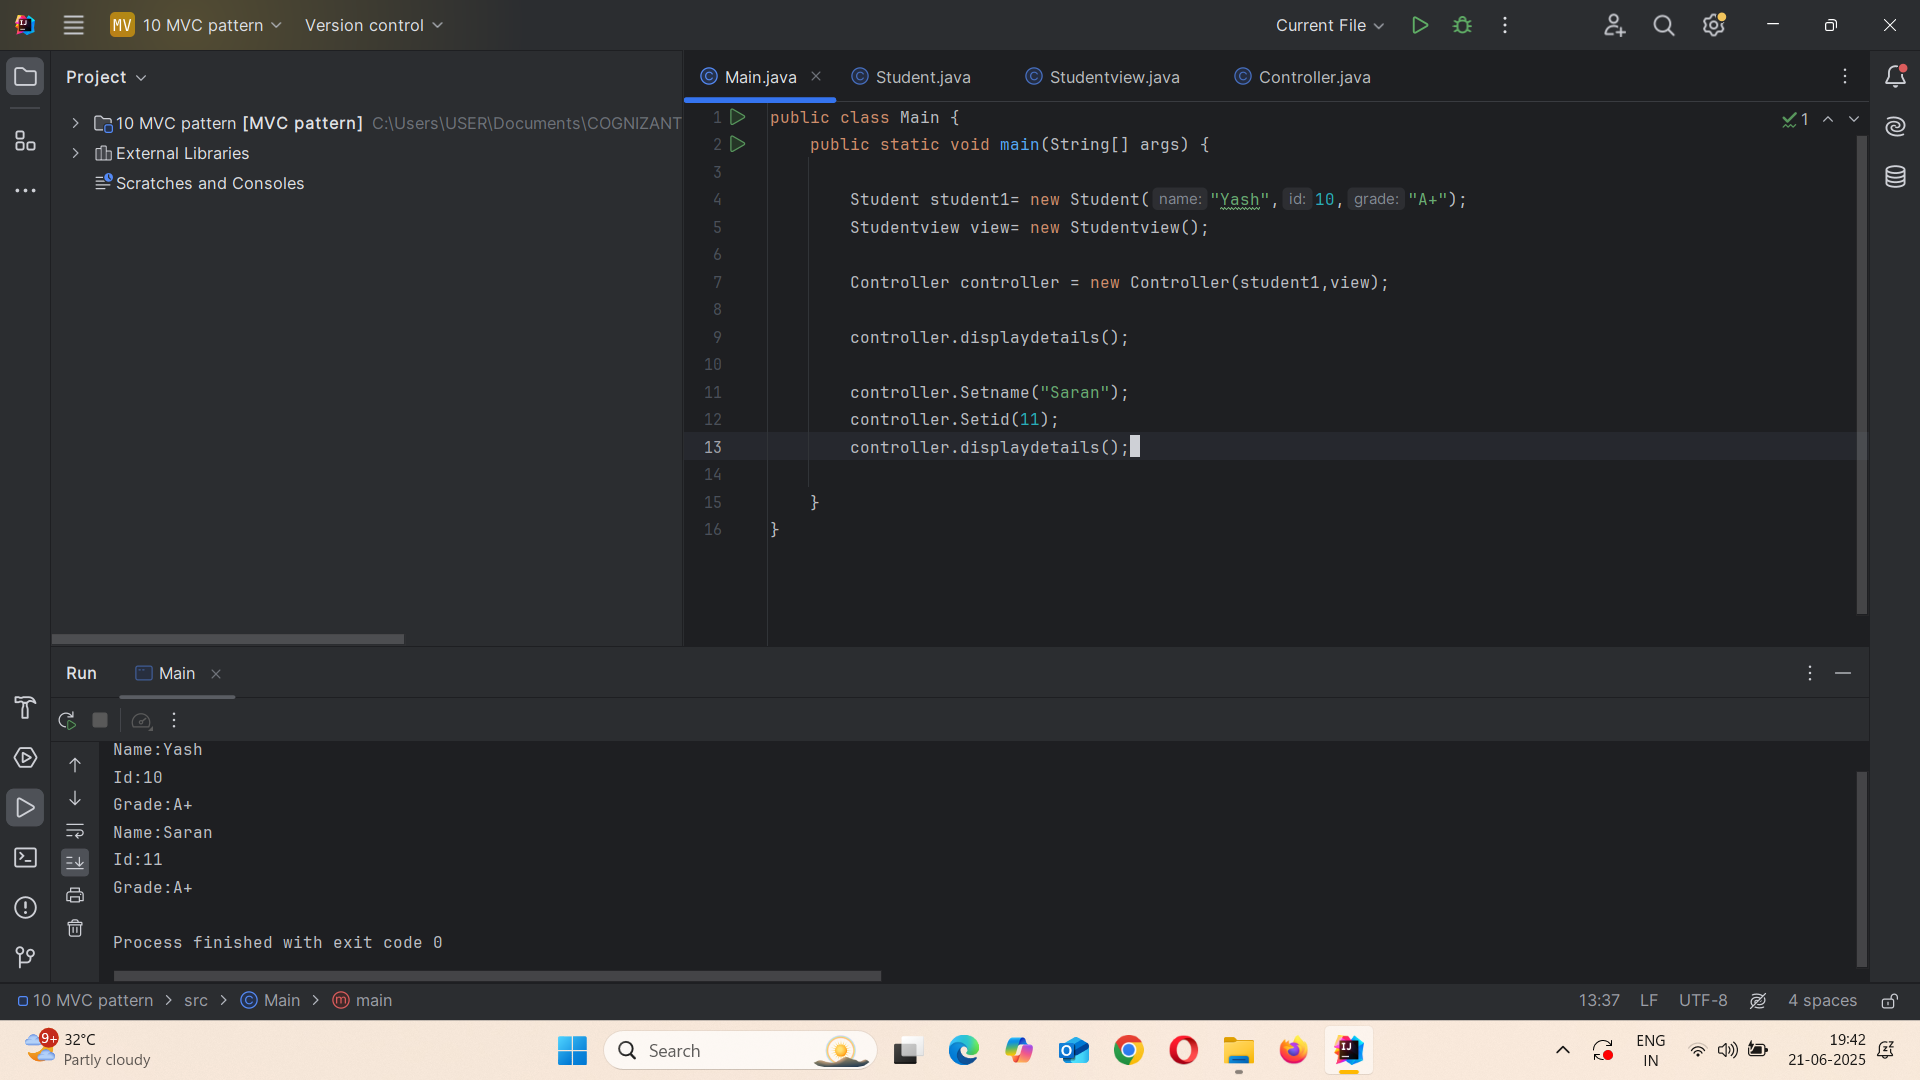 MV 10 MVC pattern Version control Current File
Project
Main.java Student.java Studentview.java Controller.java
10 MVC pattern [MVC pattern] C:\Users\USER\Documents\COGNIZANT
External Libraries
Scratches and Consoles
1 public class Main {
2 public static void main(String[] args) {
3
4 Student student1= new Student( name: "Yash", id: 10, grade: "A+");
5 Studentview view= new Studentview();
6
7 Controller controller = new Controller(student1,view);
8
9 controller.displaydetails();
10
11 controller.Setname("Saran");
12 controller.Setid(11);
13 controller.displaydetails();
14
15 }
16 }
1
Run Main
Name:Yash
Id:10
Grade:A+
Name:Saran
Id:11
Grade:A+
Process finished with exit code 0
10 MVC pattern > src > Main > main 13:37 LF UTF-8 4 spaces
9+ 32°C
Partly cloudy
Search
ENG
IN
19:42
21-06-2025